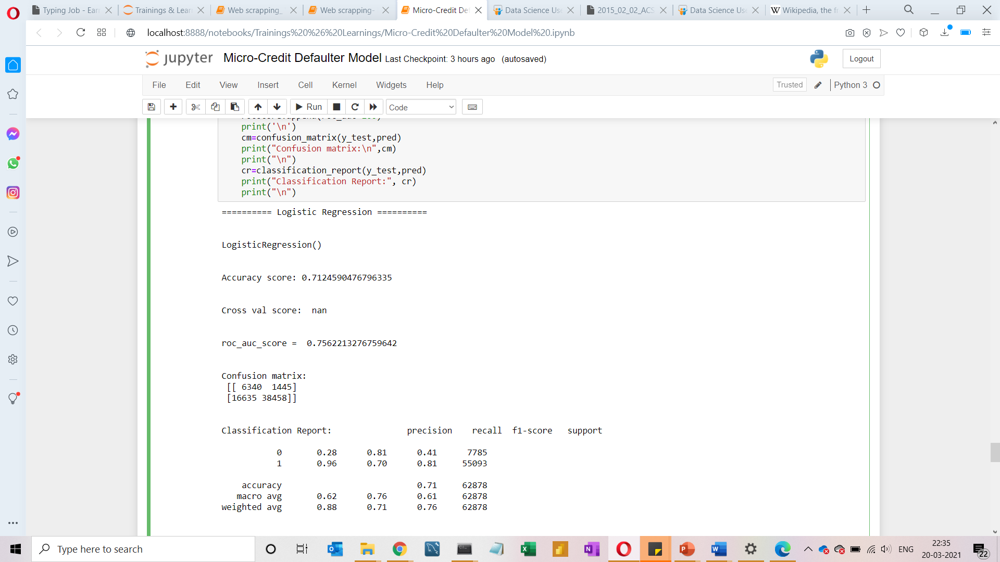 Typing Job - Earn
Trainings & Lear
Web scrapping_
Web scrapping-
Micro-Credit Def
Data Science Use
2015_02_02_ACS
Data Science Use
Wikipedia, the fr
localhost:8888/notebooks/Trainings%20%26%20Learnings/Micro-Credit%20Defaulter%20Model%20.ipynb
jupyter Micro-Credit Defaulter Model Last Checkpoint: 3 hours ago (autosaved)
Logout
File Edit View Insert Cell Kernel Widgets Help
Trusted
Python 3
Run
Code
print('\n')
cm=confusion_matrix(y_test,pred)
print("Confusion matrix:\n",cm)
print("\n")
cr=classification_report(y_test,pred)
print("Classification Report:", cr)
print("\n")
========== Logistic Regression ==========
LogisticRegression()
Accuracy score: 0.7124590476796335
Cross val score:  nan
roc_auc_score =  0.7562213276759642
Confusion matrix:
[[ 6340  1445]
[16635 38458]]
Classification Report:               precision    recall  f1-score   support
0       0.28      0.81      0.41      7785
1       0.96      0.70      0.81     55093
accuracy                           0.71     62878
macro avg       0.62      0.76      0.61     62878
weighted avg       0.88      0.71      0.76     62878
Type here to search
ENG
22:35
20-03-2021
22